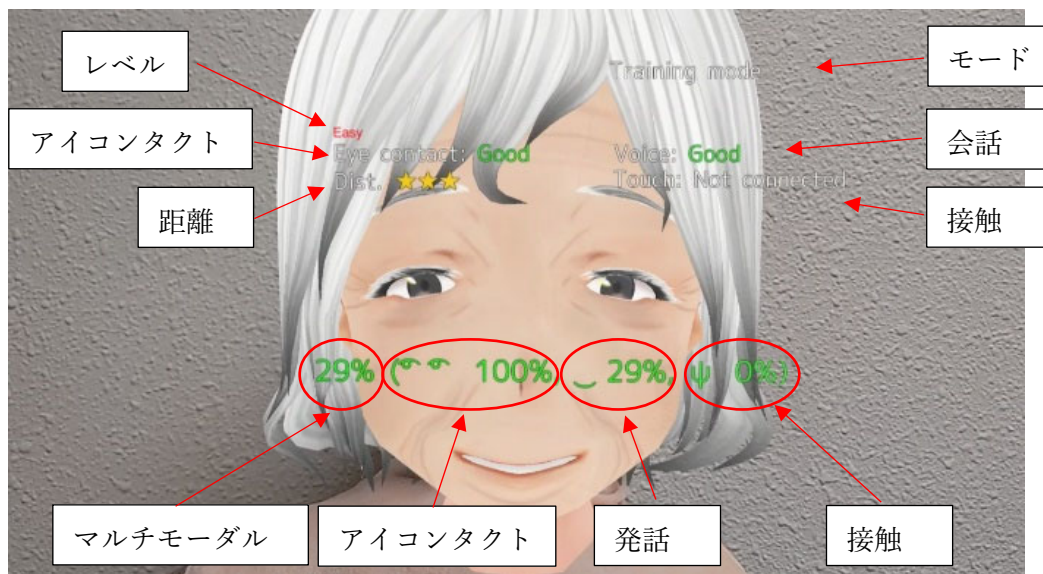 レベル
モード
Training mode
Easy
アイコンタクト
Eye contact: Good
Voice: Good
会話
Dist. ★★★
Touch: Not connected
距離
接触
29% (՞ ՞ 100% ‿ 29%, ψ 0%)
マルチモーダル
アイコンタクト
発話
接触